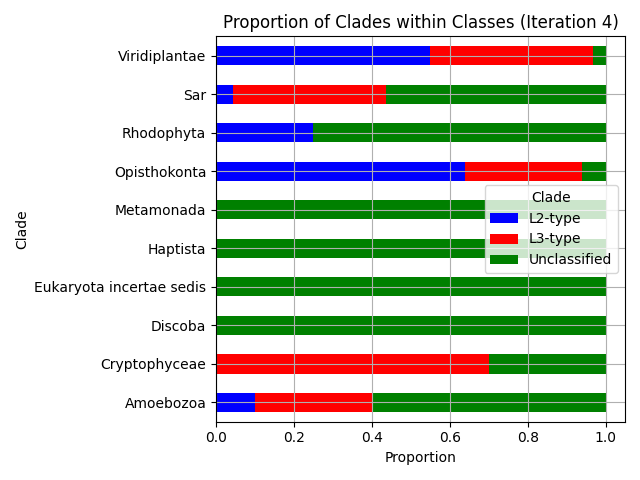 Proportion of Clades within Classes (Iteration 4)
Viridiplantae
Sar
Rhodophyta
Opisthokonta
Metamonada
Haptista
Eukaryota incertae sedis
Discoba
Cryptophyceae
Amoebozoa
Clade
Clade
L2-type
L3-type
Unclassified
0.0 0.2 0.4 0.6 0.8 1.0
Proportion